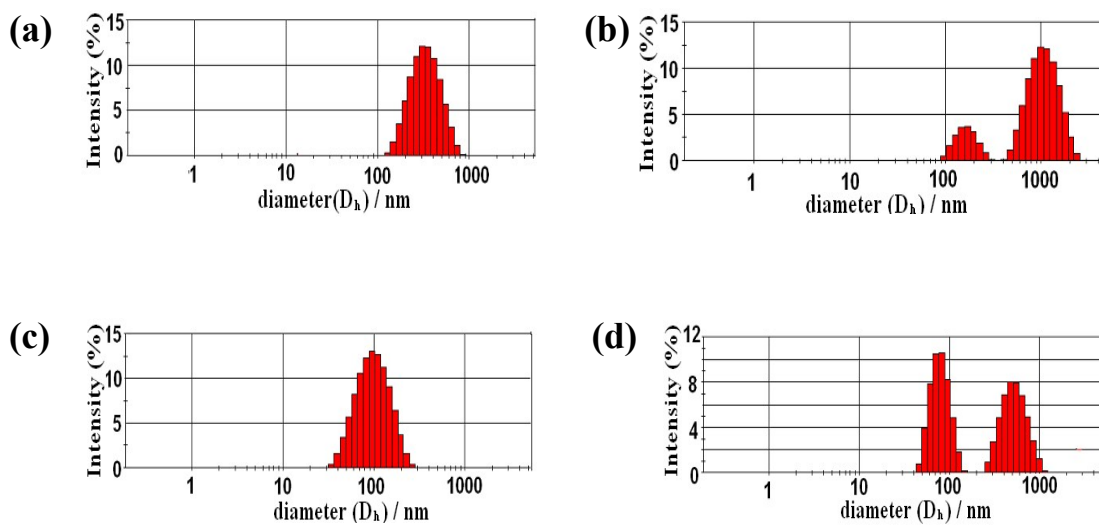 (a)
Intensity (%)
15
10
5
0
1 10 100 1000
diameter(Dh) / nm
(b)
Intensity (%)
15
10
5
0
1 10 100 1000
diameter (Dh) / nm
(c)
Intensity (%)
15
10
5
0
1 10 100 1000
diameter (Dh) / nm
(d)
Intensity (%)
12
8
4
0
1 10 100 1000
diameter (Dh) / nm